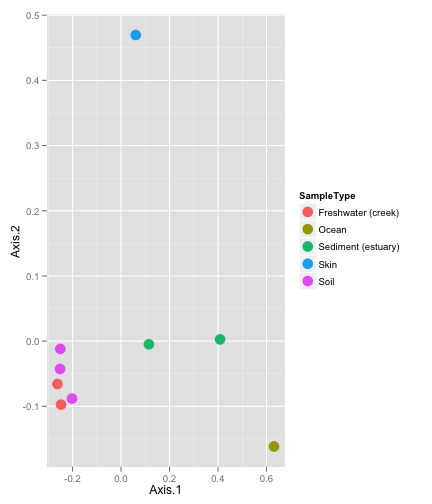 0.5
0.4
0.3
0.2
0.1
0.0
-0.1
Axis.2
-0.2 0.0 0.2 0.4 0.6
Axis.1
SampleType
Freshwater (creek)
Ocean
Sediment (estuary)
Skin
Soil